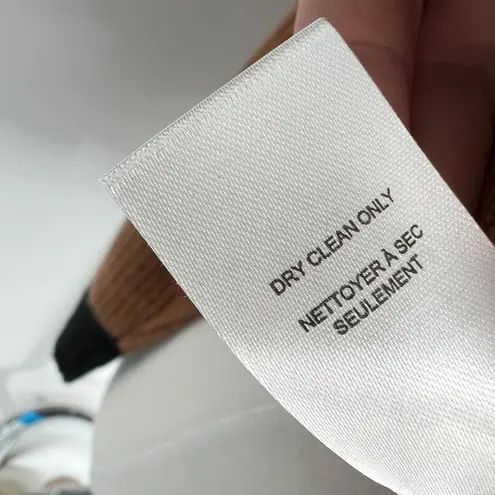 DRY CLEAN ONLY
NETTOYER À SEC
SEULEMENT